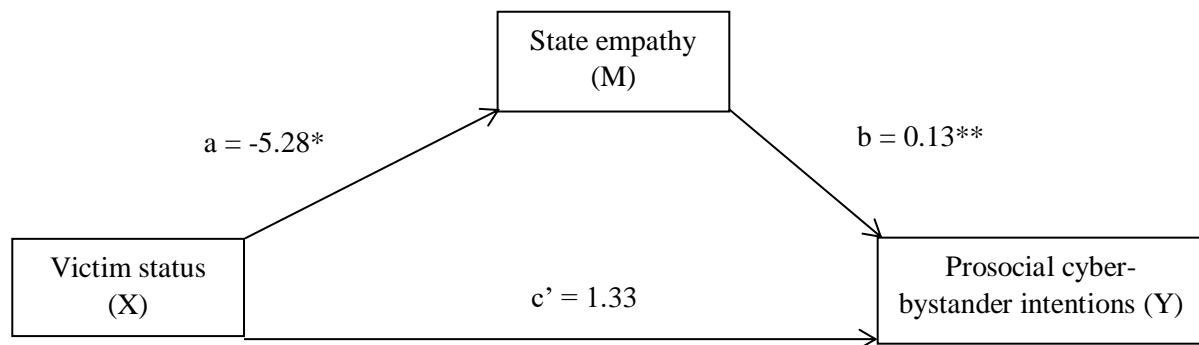 State empathy
(M)
a = -5.28*
b = 0.13**
Victim status
(X)
c’ = 1.33
Prosocial cyber-
bystander intentions (Y)